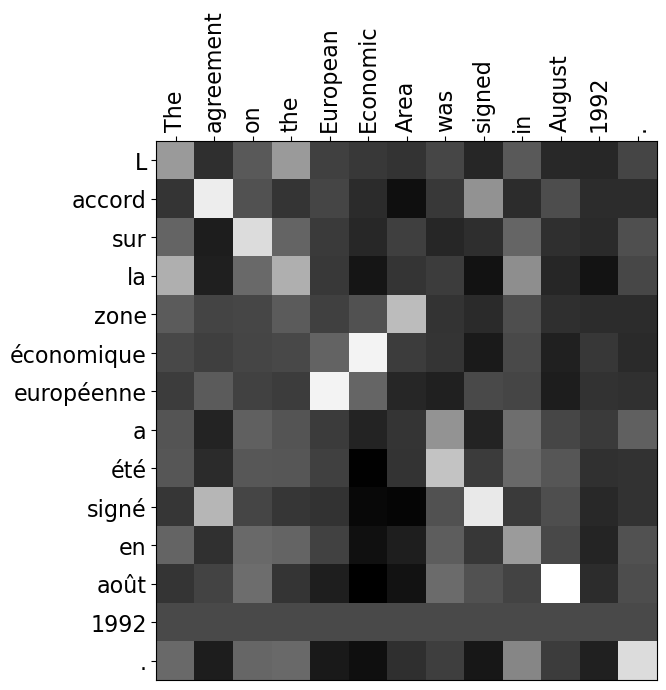 The agreement on the European Economic Area was signed in August 1992 .
L
accord
sur
la
zone
économique
européenne
a
été
signé
en
août
1992
.